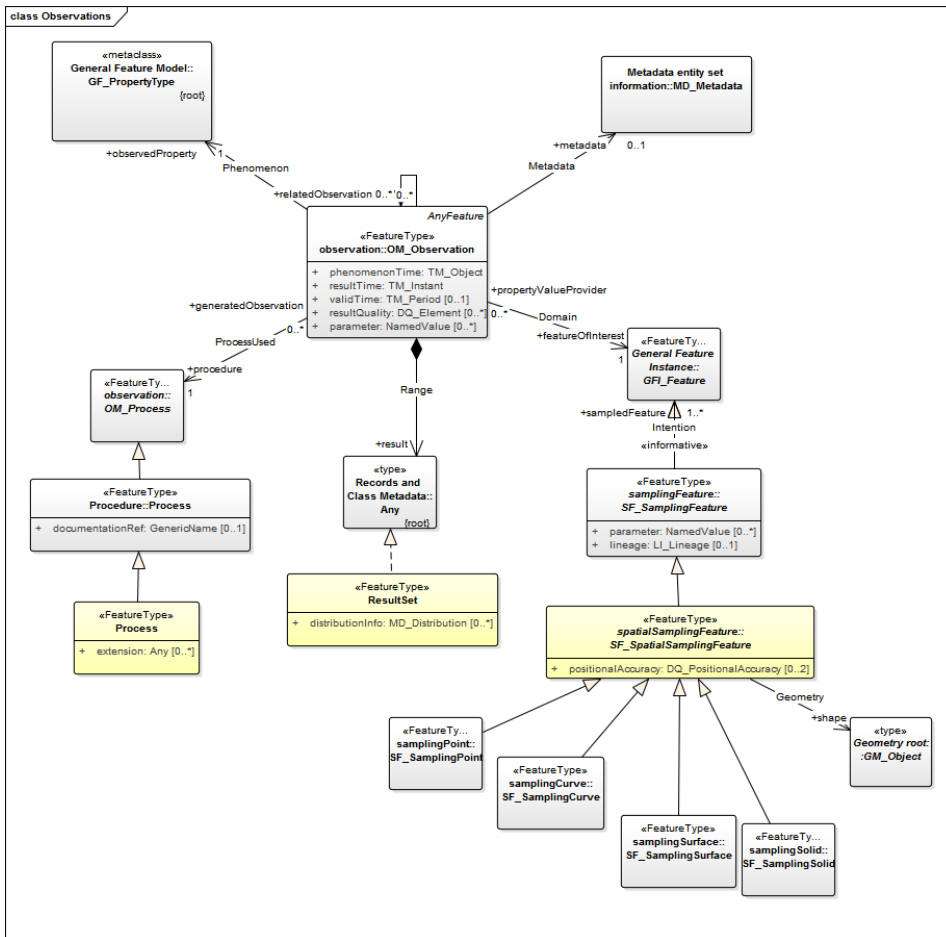 class Observations
«metaclass»
General Feature Model::
GF_PropertyType
{root}
Metadata entity set
information::MD_Metadata
+observedProperty
1
Phenomenon
+metadata
0..1
Metadata
+relatedObservation 0..*
0..*
AnyFeature
«FeatureType»
observation::OM_Observation
+ phenomenonTime: TM_Object
+ resultTime: TM_Instant
+ validTime: TM_Period [0..1]
+ resultQuality: DQ_Element [0..*]
+ parameter: NamedValue [0..*]
+generatedObservation
0..*
ProcessUsed
+procedure
1
+propertyValueProvider
0..*
Domain
+featureOfInterest
1
«FeatureTy...
General Feature
Instance::
GFI_Feature
«FeatureTy...
observation::
OM_Process
Range
+result
+sampledFeature
1..*
Intention
«informative»
«type»
Records and
Class Metadata::
Any
{root}
«FeatureType»
samplingFeature::
SF_SamplingFeature
+ parameter: NamedValue [0..*]
+ lineage: LI_Lineage [0..1]
«FeatureType»
Procedure::Process
+ documentationRef: GenericName [0..1]
«FeatureType»
ResultSet
+ distributionInfo: MD_Distribution [0..*]
«FeatureType»
Process
+ extension: Any [0..*]
«FeatureType»
spatialSamplingFeature::
SF_SpatialSamplingFeature
+ positionalAccuracy: DQ_PositionalAccuracy [0..2]
Geometry
+shape
«FeatureTy...
samplingPoint::
SF_SamplingPoint
«type»
Geometry root:
:GM_Object
«FeatureType»
samplingCurve::
SF_SamplingCurve
«FeatureType»
samplingSurface::
SF_SamplingSurface
«FeatureTy...
samplingSolid::
SF_SamplingSolid